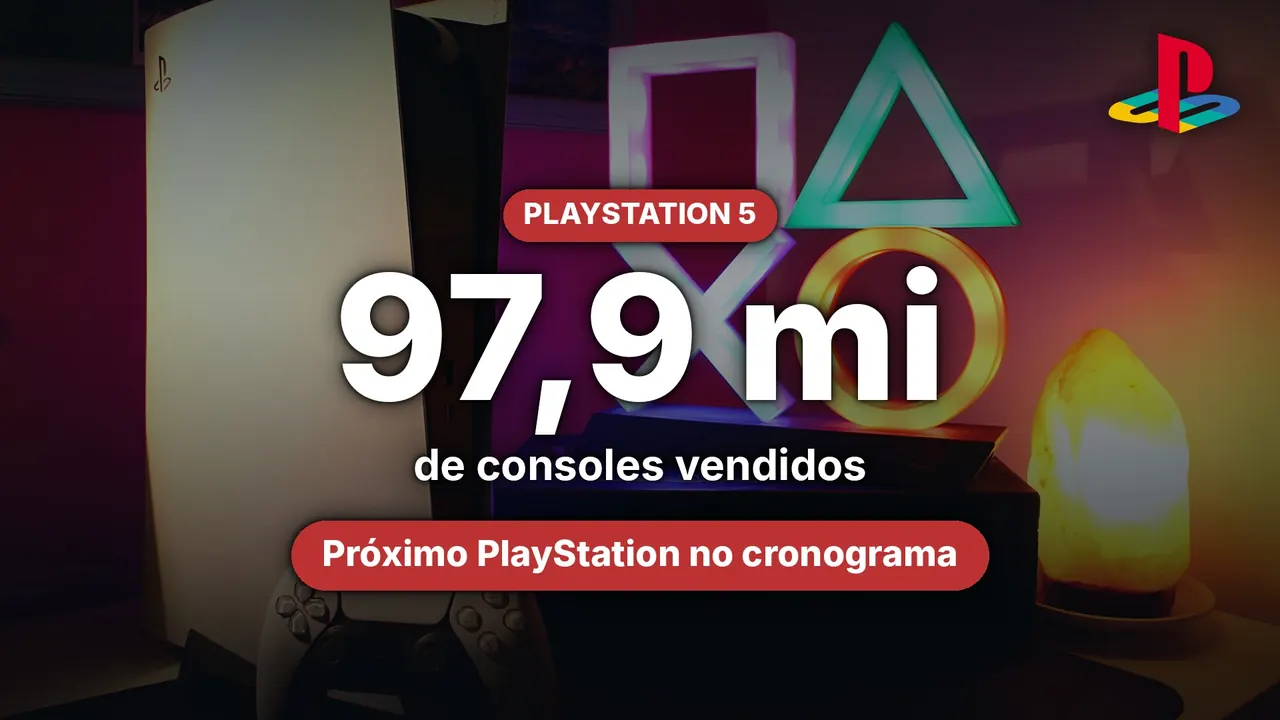 PLAYSTATION 5
97,9 mi
de consoles vendidos
Próximo PlayStation no cronograma